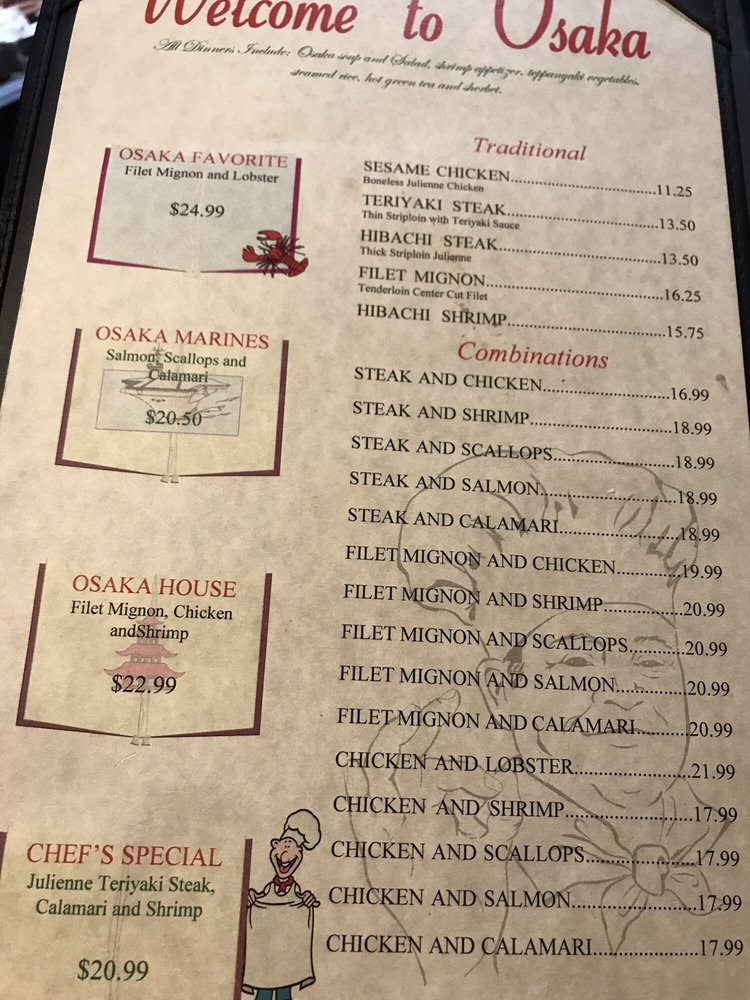 Welcome to Osaka
All Dinners Include: Osaka soup and Salad, shrimp appetizer, teppanyaki vegetables,
steamed rice, hot green tea and sherbet.
OSAKA FAVORITE
Filet Mignon and Lobster
$24.99
OSAKA MARINES
Salmon, Scallops and
Calamari
$20.50
OSAKA HOUSE
Filet Mignon, Chicken
andShrimp
$22.99
CHEF'S SPECIAL
Julienne Teriyaki Steak,
Calamari and Shrimp
$20.99
Traditional
SESAME CHICKEN...............................11.25
Boneless Julienne Chicken
TERIYAKI STEAK.................................13.50
Thin Striploin with Teriyaki Sauce
HIBACHI STEAK...................................13.50
Thick Striploin Julienne
FILET MIGNON.....................................16.25
Tenderloin Center Cut Filet
HIBACHI SHRIMP.................................15.75
Combinations
STEAK AND CHICKEN..........................16.99
STEAK AND SHRIMP.............................18.99
STEAK AND SCALLOPS.........................18.99
STEAK AND SALMON...........................18.99
STEAK AND CALAMARI.......................18.99
FILET MIGNON AND CHICKEN.............19.99
FILET MIGNON AND SHRIMP...............20.99
FILET MIGNON AND SCALLOPS...........20.99
FILET MIGNON AND SALMON.............20.99
FILET MIGNON AND CALAMARI..........20.99
CHICKEN AND LOBSTER.....................21.99
CHICKEN AND SHRIMP.......................17.99
CHICKEN AND SCALLOPS...................17.99
CHICKEN AND SALMON.....................17.99
CHICKEN AND CALAMARI.................17.99